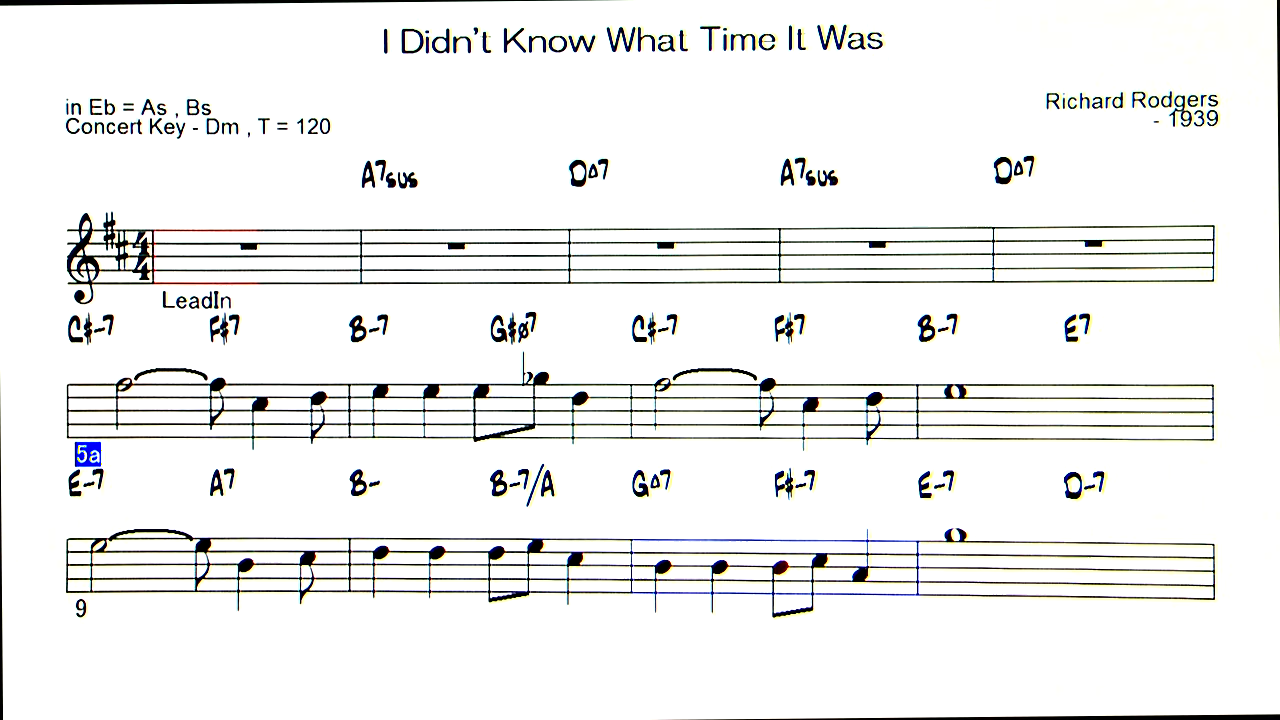 I Didn't Know What Time It Was
in Eb = As , Bs
Concert Key - Dm , T = 120
Richard Rodgers
- 1939
A7sus D∆7 A7sus D∆7
4/4
LeadIn
C#-7 F#7 B-7 G#ø7 C#-7 F#7 B-7 E7
5a
E-7 A7 B- B-7/A G∆7 F#-7 E-7 D-7
9